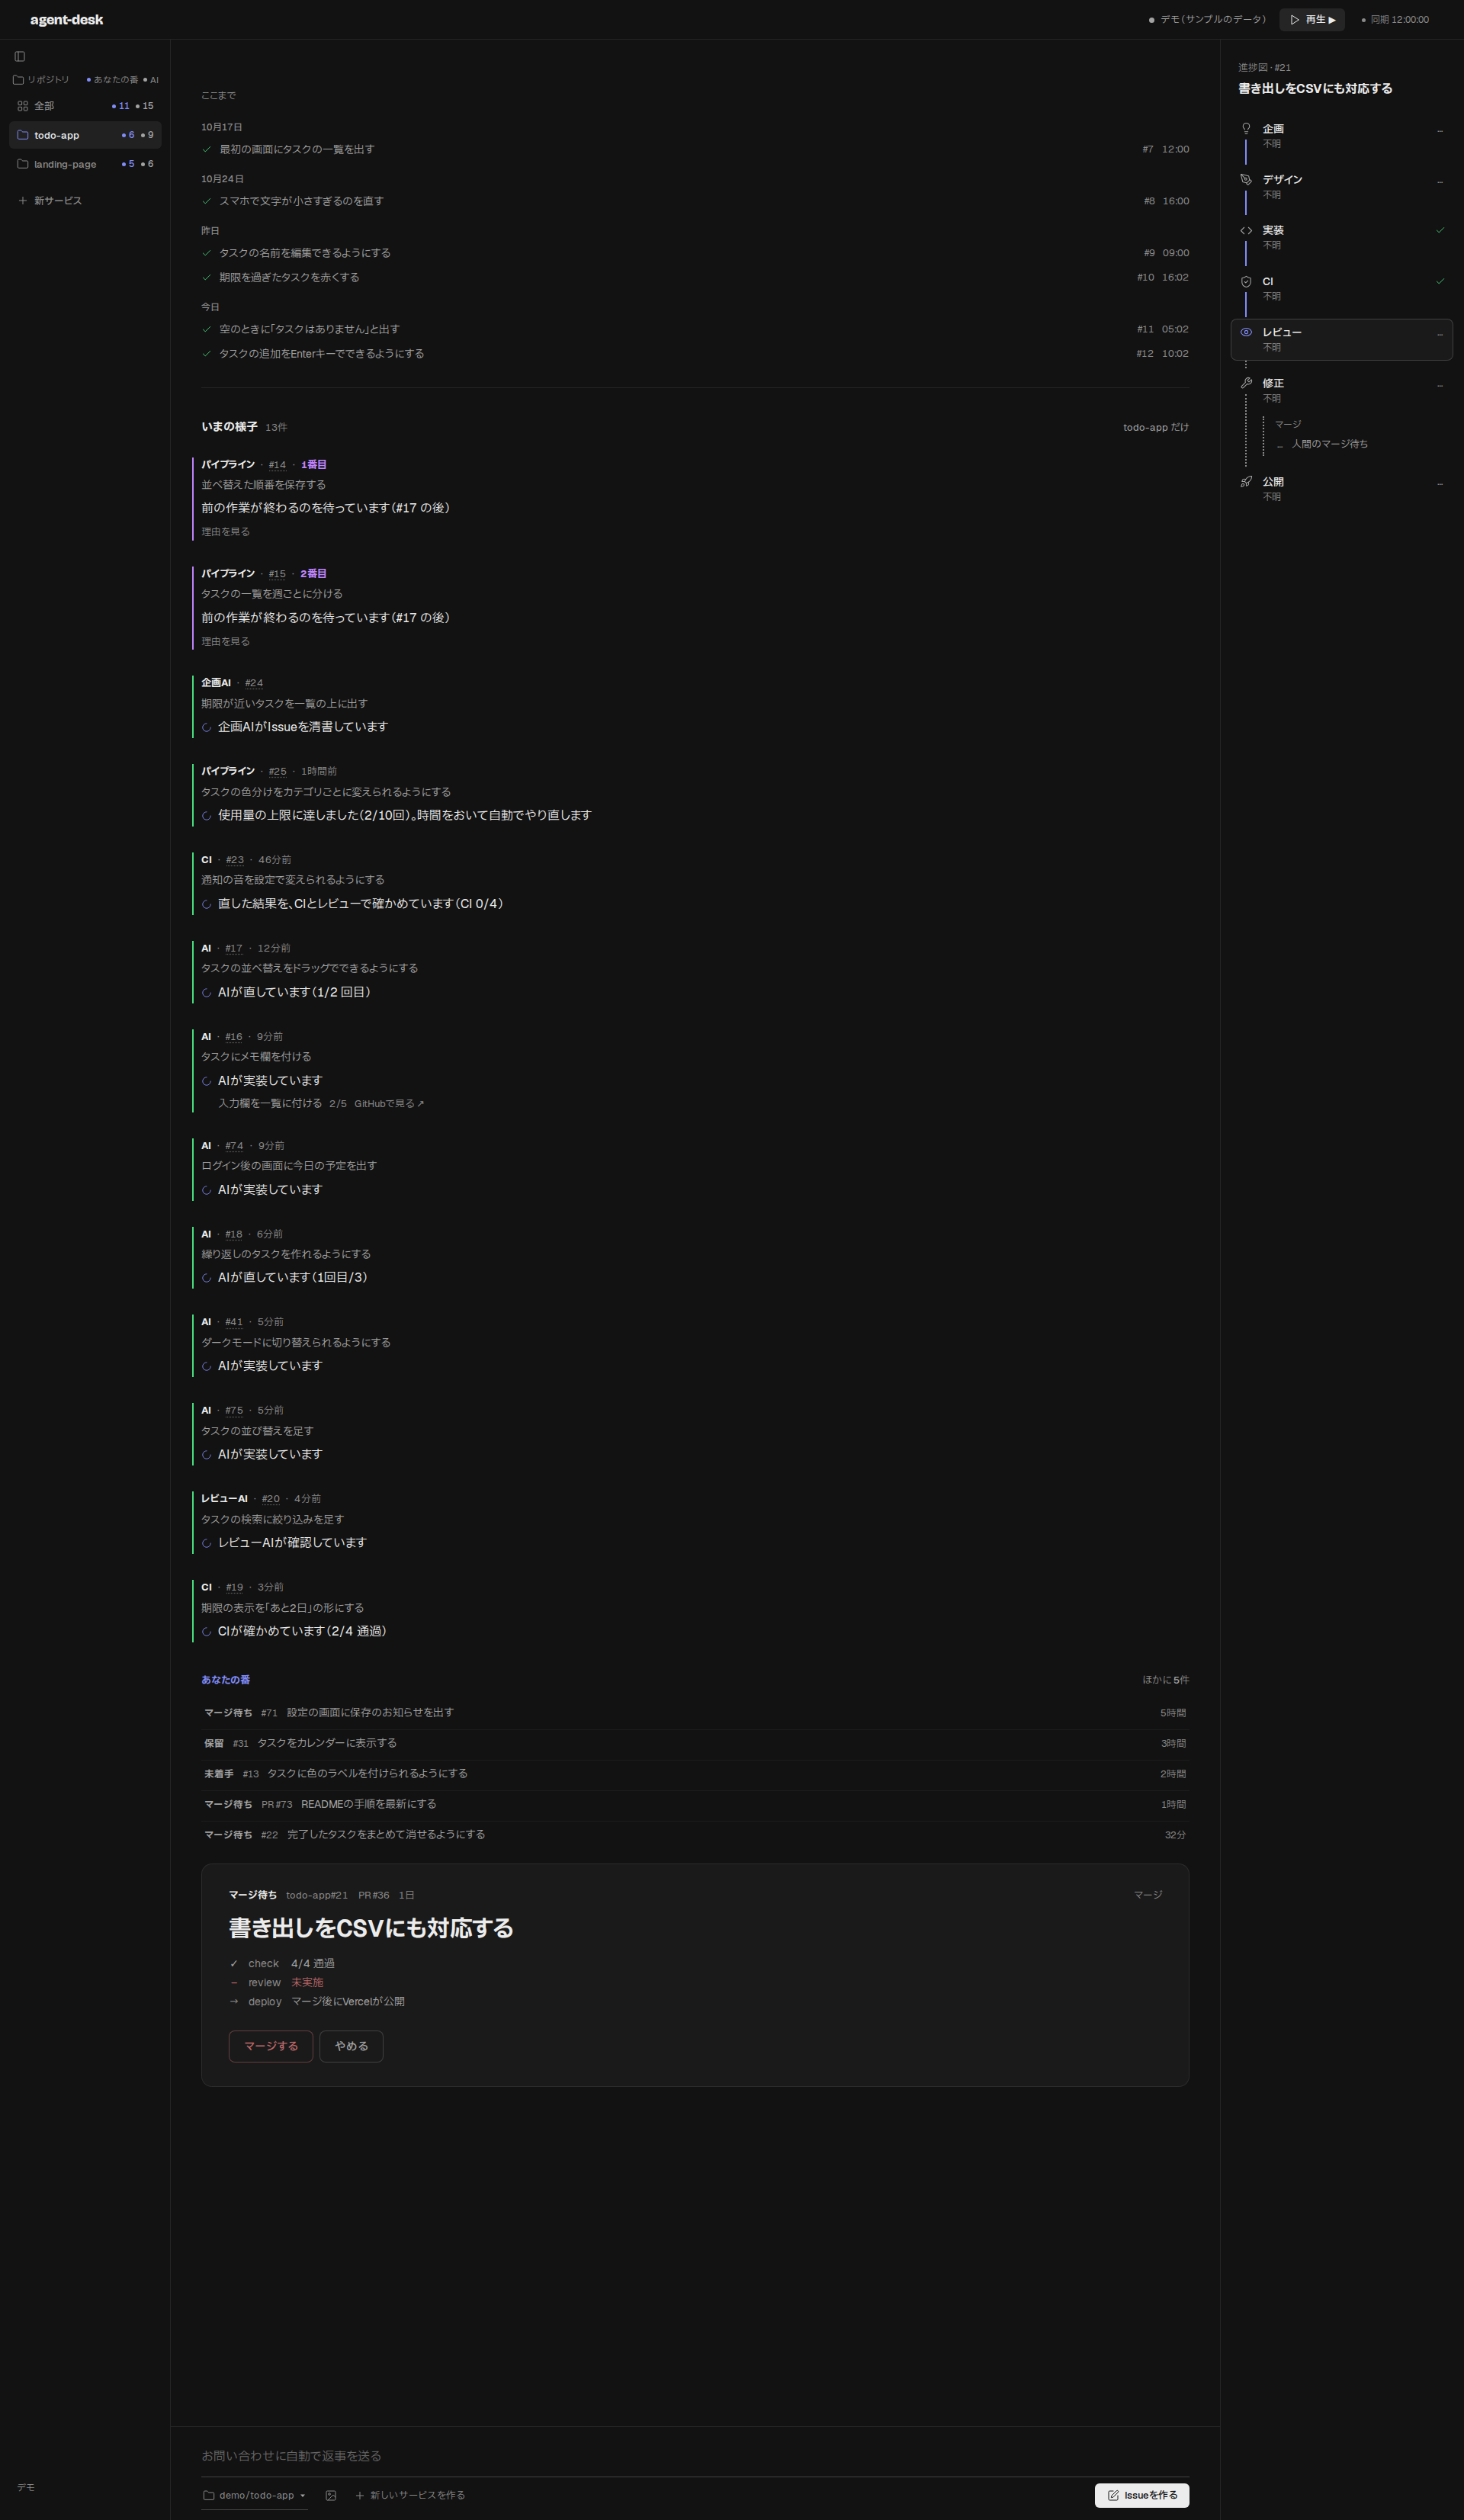 agent-desk
デモ（サンプルのデータ）
再生 ▶
同期 12:00:00
リポジトリ
あなたの番
AI
全部 11 15
todo-app 6 9
landing-page 5 6
新サービス
デモ
ここまで
10月17日
最初の画面にタスクの一覧を出す #7 12:00
10月24日
スマホで文字が小さすぎるのを直す #8 16:00
昨日
タスクの名前を編集できるようにする #9 09:00
期限を過ぎたタスクを赤くする #10 16:02
今日
空のときに「タスクはありません」と出す #11 05:02
タスクの追加をEnterキーでできるようにする #12 10:02
いまの様子 13件 todo-app だけ
パイプライン · #14 · 1番目
並べ替えた順番を保存する
前の作業が終わるのを待っています（#17 の後）
理由を見る
パイプライン · #15 · 2番目
タスクの一覧を週ごとに分ける
前の作業が終わるのを待っています（#17 の後）
理由を見る
企画AI · #24
期限が近いタスクを一覧の上に出す
企画AIがIssueを清書しています
パイプライン · #25 · 1時間前
タスクの色分けをカテゴリごとに変えられるようにする
使用量の上限に達しました（2/10回）。時間をおいて自動でやり直します
CI · #23 · 46分前
通知の音を設定で変えられるようにする
直した結果を、CIとレビューで確かめています（CI 0/4）
AI · #17 · 12分前
タスクの並べ替えをドラッグでできるようにする
AIが直しています（1/2 回目）
AI · #16 · 9分前
タスクにメモ欄を付ける
AIが実装しています
入力欄を一覧に付ける 2/5 GitHubで見る ↗
AI · #74 · 9分前
ログイン後の画面に今日の予定を出す
AIが実装しています
AI · #18 · 6分前
繰り返しのタスクを作れるようにする
AIが直しています（1回目/3）
AI · #41 · 5分前
ダークモードに切り替えられるようにする
AIが実装しています
AI · #75 · 5分前
タスクの並び替えを足す
AIが実装しています
レビューAI · #20 · 4分前
タスクの検索に絞り込みを足す
レビューAIが確認しています
CI · #19 · 3分前
期限の表示を「あと2日」の形にする
CIが確かめています（2/4 通過）
あなたの番 ほかに5件
マージ待ち #71 設定の画面に保存のお知らせを出す 5時間
保留 #31 タスクをカレンダーに表示する 3時間
未着手 #13 タスクに色のラベルを付けられるようにする 2時間
マージ待ち PR#73 READMEの手順を最新にする 1時間
マージ待ち #22 完了したタスクをまとめて消せるようにする 32分
マージ待ち todo-app#21 PR#36 1日 マージ
書き出しをCSVにも対応する
✓ check 4/4 通過
– review 未実施
→ deploy マージ後にVercelが公開
マージする
やめる
お問い合わせに自動で返事を送る
demo/todo-app
新しいサービスを作る
Issueを作る
進捗図 · #21
書き出しをCSVにも対応する
企画 –
不明
デザイン –
不明
実装
不明
CI
不明
レビュー –
不明
修正 –
不明
マージ
– 人間のマージ待ち
公開 –
不明